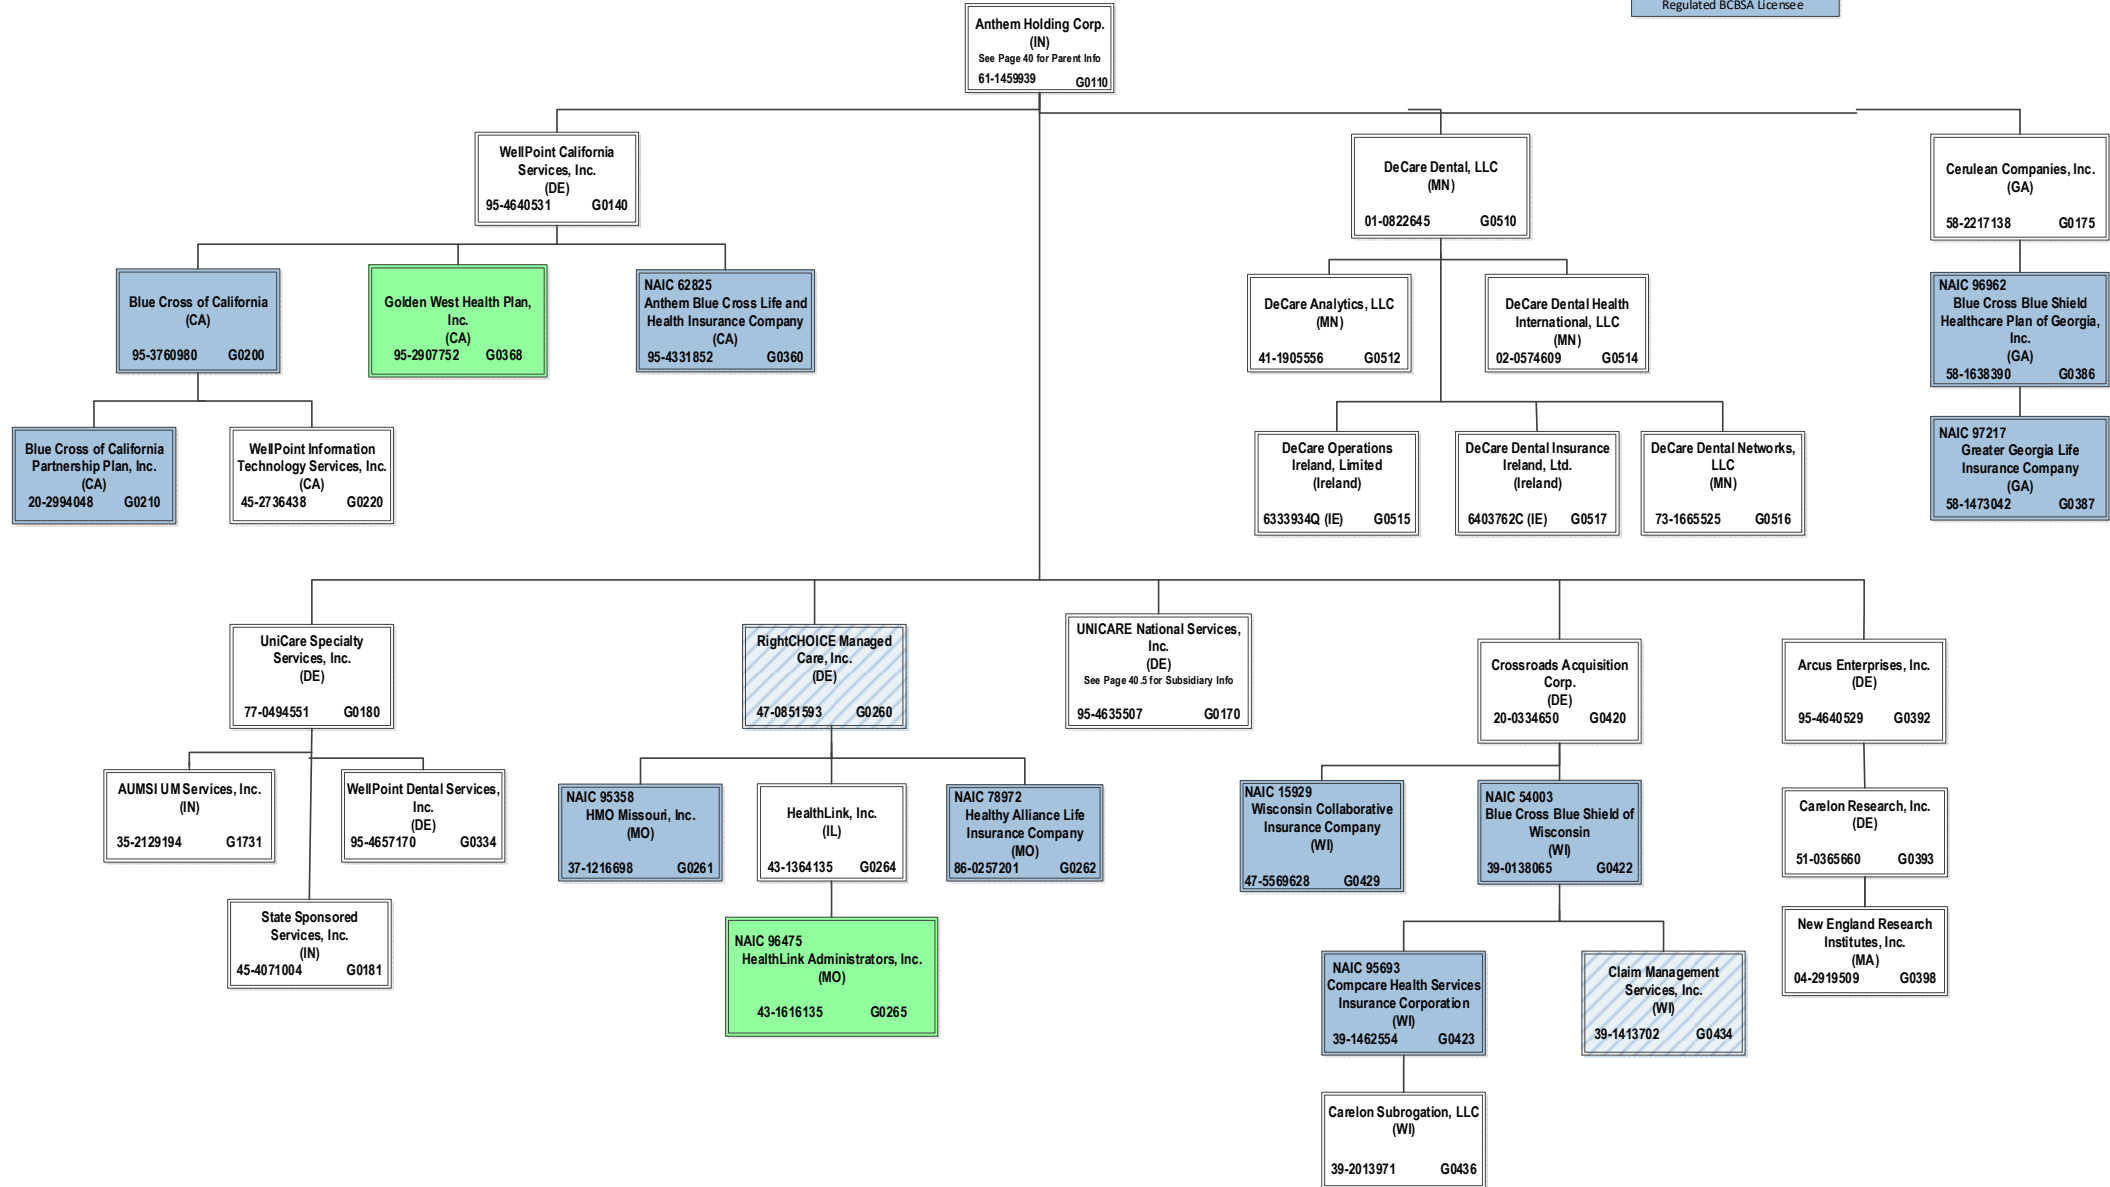 Regulated BCBSA Licensee
Anthem Holding Corp.
(IN)
See Page 40 for Parent Info
61-1459939 G0110
WellPoint California
Services, Inc.
(DE)
95-4640531 G0140
DeCare Dental, LLC
(MN)
01-0822645 G0510
Cerulean Companies, Inc.
(GA)
58-2217138 G0175
Blue Cross of California
(CA)
95-3760980 G0200
Golden West Health Plan,
Inc.
(CA)
95-2907752 G0368
NAIC 62825
Anthem Blue Cross Life and
Health Insurance Company
(CA)
95-4331852 G0360
DeCare Analytics, LLC
(MN)
41-1905556 G0512
DeCare Dental Health
International, LLC
(MN)
02-0574609 G0514
NAIC 96962
Blue Cross Blue Shield
Healthcare Plan of Georgia,
Inc.
(GA)
58-1638390 G0386
Blue Cross of California
Partnership Plan, Inc.
(CA)
20-2994048 G0210
WellPoint Information
Technology Services, Inc.
(CA)
45-2736438 G0220
DeCare Operations
Ireland, Limited
(Ireland)
6333934Q (IE) G0515
DeCare Dental Insurance
Ireland, Ltd.
(Ireland)
6403762C (IE) G0517
DeCare Dental Networks,
LLC
(MN)
73-1665525 G0516
NAIC 97217
Greater Georgia Life
Insurance Company
(GA)
58-1473042 G0387
UniCare Specialty
Services, Inc.
(DE)
77-0494551 G0180
RightCHOICE Managed
Care, Inc.
(DE)
47-0851593 G0260
UNICARE National Services,
Inc.
(DE)
See Page 40.5 for Subsidiary Info
95-4635507 G0170
Crossroads Acquisition
Corp.
(DE)
20-0334650 G0420
Arcus Enterprises, Inc.
(DE)
95-4640529 G0392
AUMSI UM Services, Inc.
(IN)
35-2129194 G1731
WellPoint Dental Services,
Inc.
(DE)
95-4657170 G0334
NAIC 95358
HMO Missouri, Inc.
(MO)
37-1216698 G0261
HealthLink, Inc.
(IL)
43-1364135 G0264
NAIC 78972
Healthy Alliance Life
Insurance Company
(MO)
86-0257201 G0262
NAIC 15929
Wisconsin Collaborative
Insurance Company
(WI)
47-5569628 G0429
NAIC 54003
Blue Cross Blue Shield of
Wisconsin
(WI)
39-0138065 G0422
Carelon Research, Inc.
(DE)
51-0365660 G0393
State Sponsored
Services, Inc.
(IN)
45-4071004 G0181
NAIC 96475
HealthLink Administrators, Inc.
(MO)
43-1616135 G0265
NAIC 95693
Compcare Health Services
Insurance Corporation
(WI)
39-1462554 G0423
Claim Management
Services, Inc.
(WI)
39-1413702 G0434
New England Research
Institutes, Inc.
(MA)
04-2919509 G0398
Carelon Subrogation, LLC
(WI)
39-2013971 G0436